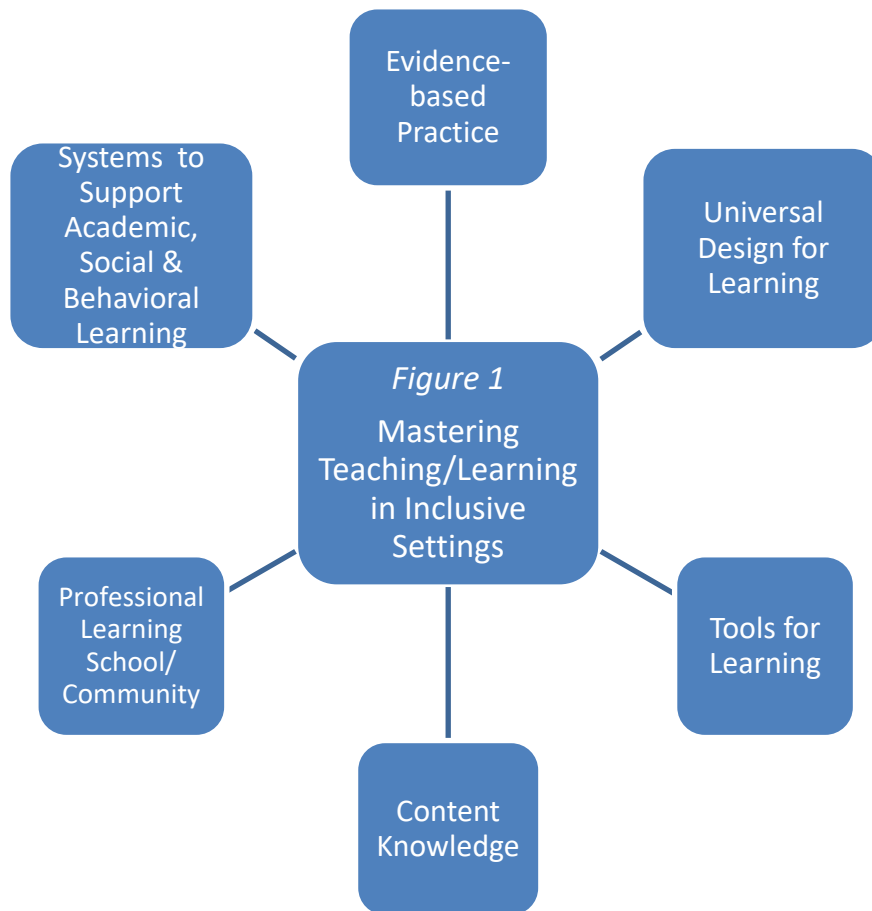 Evidence-
based
Practice
Systems to
Support
Academic,
Social &
Behavioral
Learning
Universal
Design for
Learning
Figure 1
Mastering
Teaching/Learning
in Inclusive
Settings
Professional
Learning
School/
Community
Tools for
Learning
Content
Knowledge